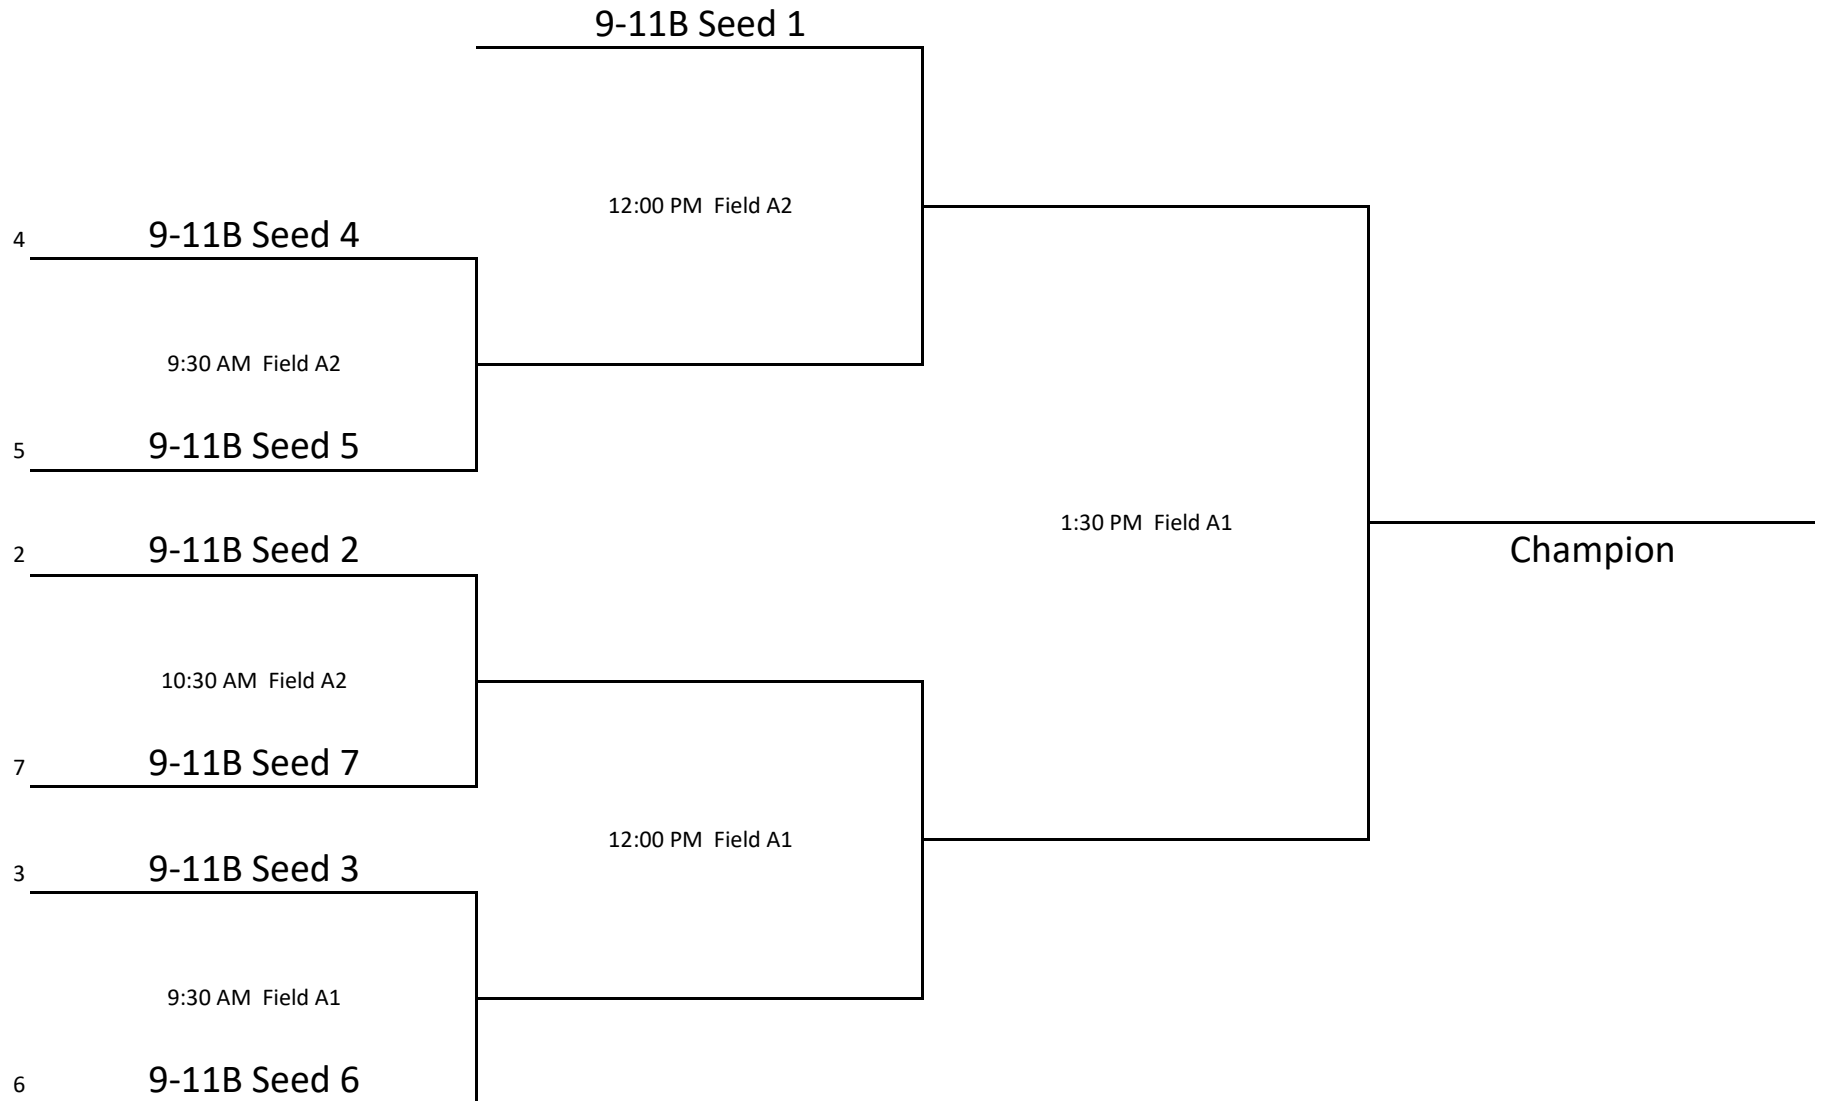 9-11B Seed 1
12:00 PM  Field A2
4 9-11B Seed 4
9:30 AM  Field A2
5 9-11B Seed 5
1:30 PM  Field A1
2 9-11B Seed 2
Champion
10:30 AM  Field A2
7 9-11B Seed 7
12:00 PM  Field A1
3 9-11B Seed 3
9:30 AM  Field A1
6 9-11B Seed 6